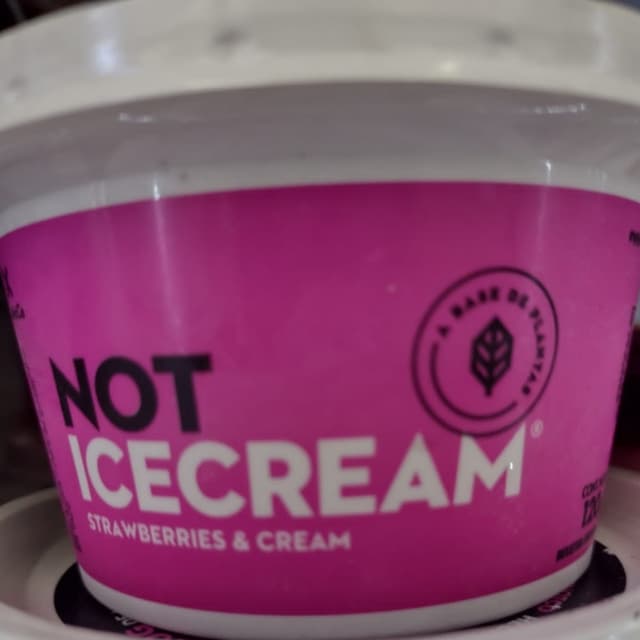 A BASE DE PLANTAS
NOT
ICECREAM®
STRAWBERRIES & CREAM